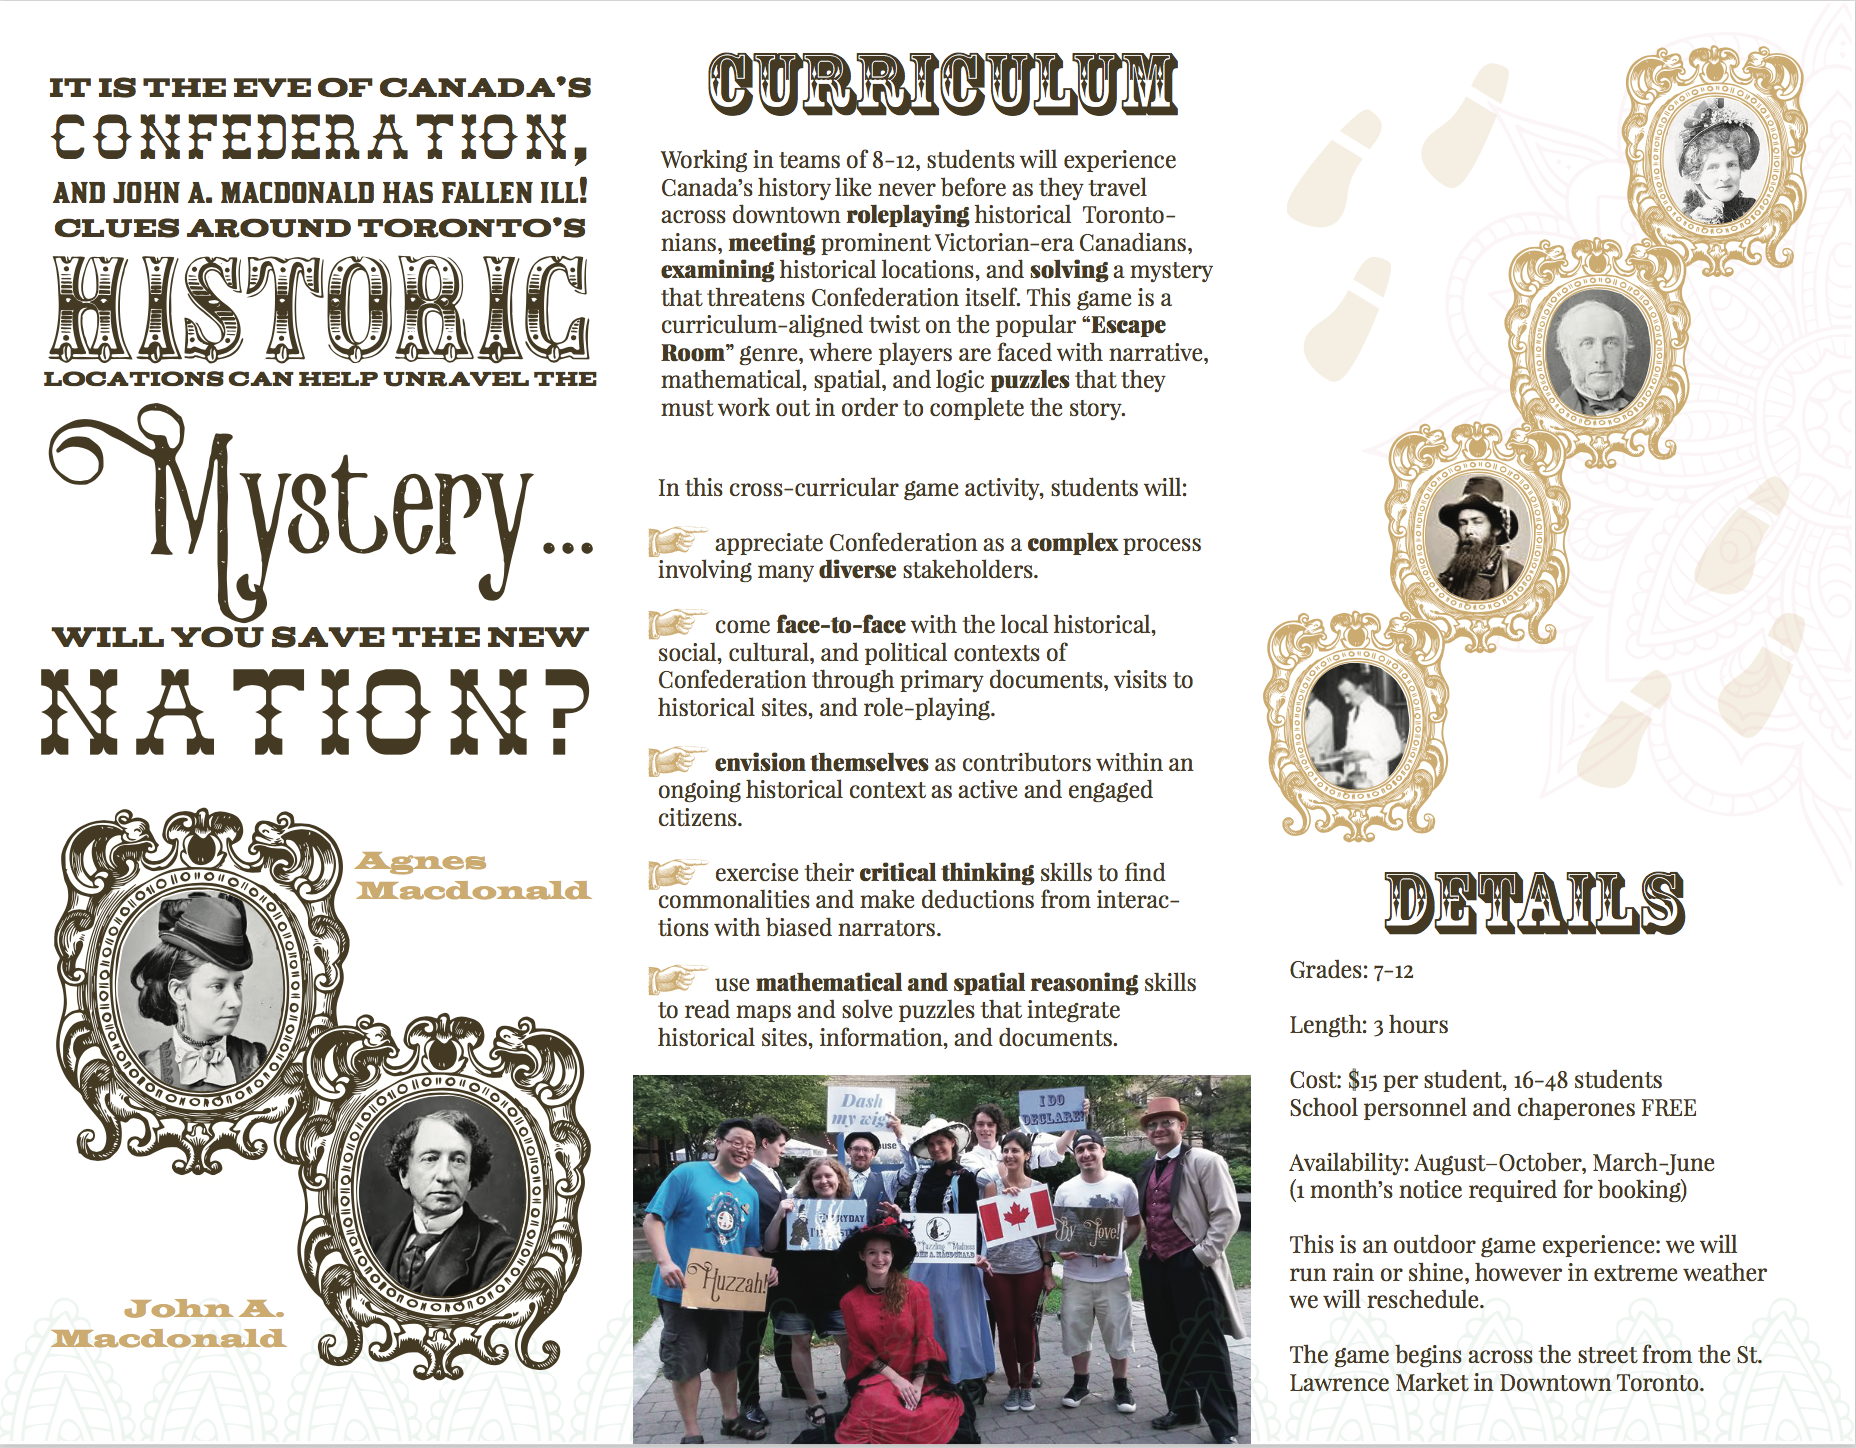 IT IS THE EVE OF CANADA'S
CONFEDERATION,
AND JOHN A. MACDONALD HAS FALLEN ILL!
CLUES AROUND TORONTO'S
HISTORIC
LOCATIONS CAN HELP UNRAVEL THE
Mystery...
WILL YOU SAVE THE NEW
NATION?
Agnes
Macdonald
John A.
Macdonald
CURRICULUM
Working in teams of 8-12, students will experience
Canada's history like never before as they travel
across downtown roleplaying historical Toronto-
nians, meeting prominent Victorian-era Canadians,
examining historical locations, and solving a mystery
that threatens Confederation itself. This game is a
curriculum-aligned twist on the popular “Escape
Room” genre, where players are faced with narrative,
mathematical, spatial, and logic puzzles that they
must work out in order to complete the story.
In this cross-curricular game activity, students will:
appreciate Confederation as a complex process
involving many diverse stakeholders.
come face-to-face with the local historical,
social, cultural, and political contexts of
Confederation through primary documents, visits to
historical sites, and role-playing.
envision themselves as contributors within an
ongoing historical context as active and engaged
citizens.
exercise their critical thinking skills to find
commonalities and make deductions from interac-
tions with biased narrators.
use mathematical and spatial reasoning skills
to read maps and solve puzzles that integrate
historical sites, information, and documents.
Dash
my wig!
I DO
DECLARE!
Huzzah!
By Jove!
JOHN A. MACDONALD
DETAILS
Grades: 7-12
Length: 3 hours
Cost: $15 per student, 16-48 students
School personnel and chaperones FREE
Availability: August–October, March-June
(1 month's notice required for booking)
This is an outdoor game experience: we will
run rain or shine, however in extreme weather
we will reschedule.
The game begins across the street from the St.
Lawrence Market in Downtown Toronto.